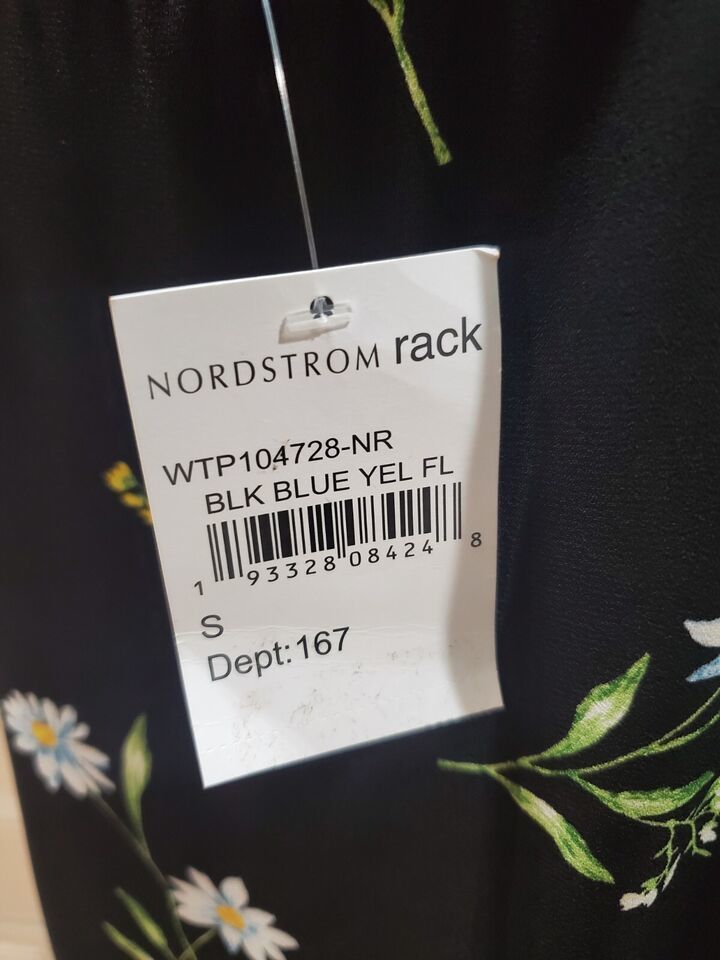 NORDSTROM rack
WTP104728-NR
BLK BLUE YEL FL
1 93328 08424 8
S
Dept:167